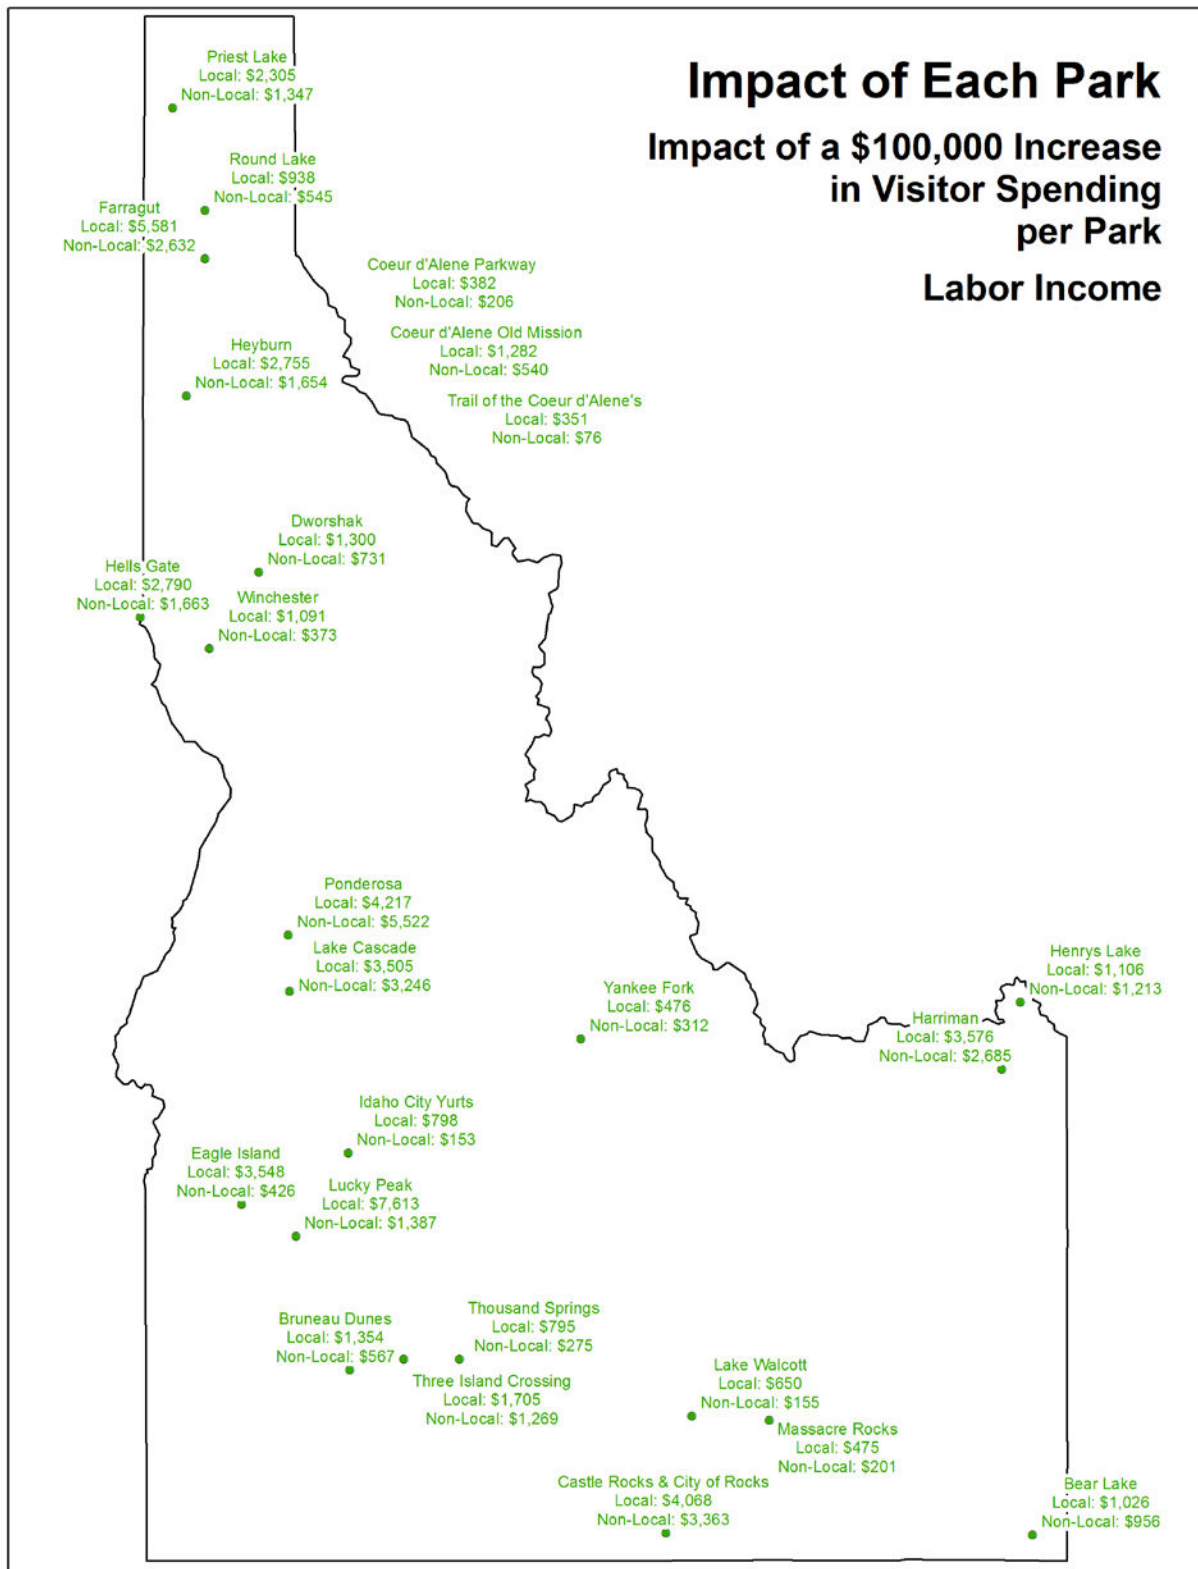 Impact of Each Park
Impact of a $100,000 Increase
in Visitor Spending
per Park
Labor Income
Priest Lake
Local: $2,305
Non-Local: $1,347
Round Lake
Local: $938
Non-Local: $545
Farragut
Local: $5,581
Non-Local: $2,632
Coeur d'Alene Parkway
Local: $382
Non-Local: $206
Coeur d'Alene Old Mission
Local: $1,282
Non-Local: $540
Heyburn
Local: $2,755
Non-Local: $1,654
Trail of the Coeur d'Alene's
Local: $351
Non-Local: $76
Dworshak
Local: $1,300
Non-Local: $731
Hells Gate
Local: $2,790
Non-Local: $1,663
Winchester
Local: $1,091
Non-Local: $373
Ponderosa
Local: $4,217
Non-Local: $5,522
Lake Cascade
Local: $3,505
Non-Local: $3,246
Henrys Lake
Local: $1,106
Non-Local: $1,213
Yankee Fork
Local: $476
Non-Local: $312
Harriman
Local: $3,576
Non-Local: $2,685
Idaho City Yurts
Local: $798
Non-Local: $153
Eagle Island
Local: $3,548
Non-Local: $426
Lucky Peak
Local: $7,613
Non-Local: $1,387
Thousand Springs
Local: $795
Non-Local: $275
Bruneau Dunes
Local: $1,354
Non-Local: $567
Three Island Crossing
Local: $1,705
Non-Local: $1,269
Lake Walcott
Local: $650
Non-Local: $155
Massacre Rocks
Local: $475
Non-Local: $201
Castle Rocks & City of Rocks
Local: $4,068
Non-Local: $3,363
Bear Lake
Local: $1,026
Non-Local: $956